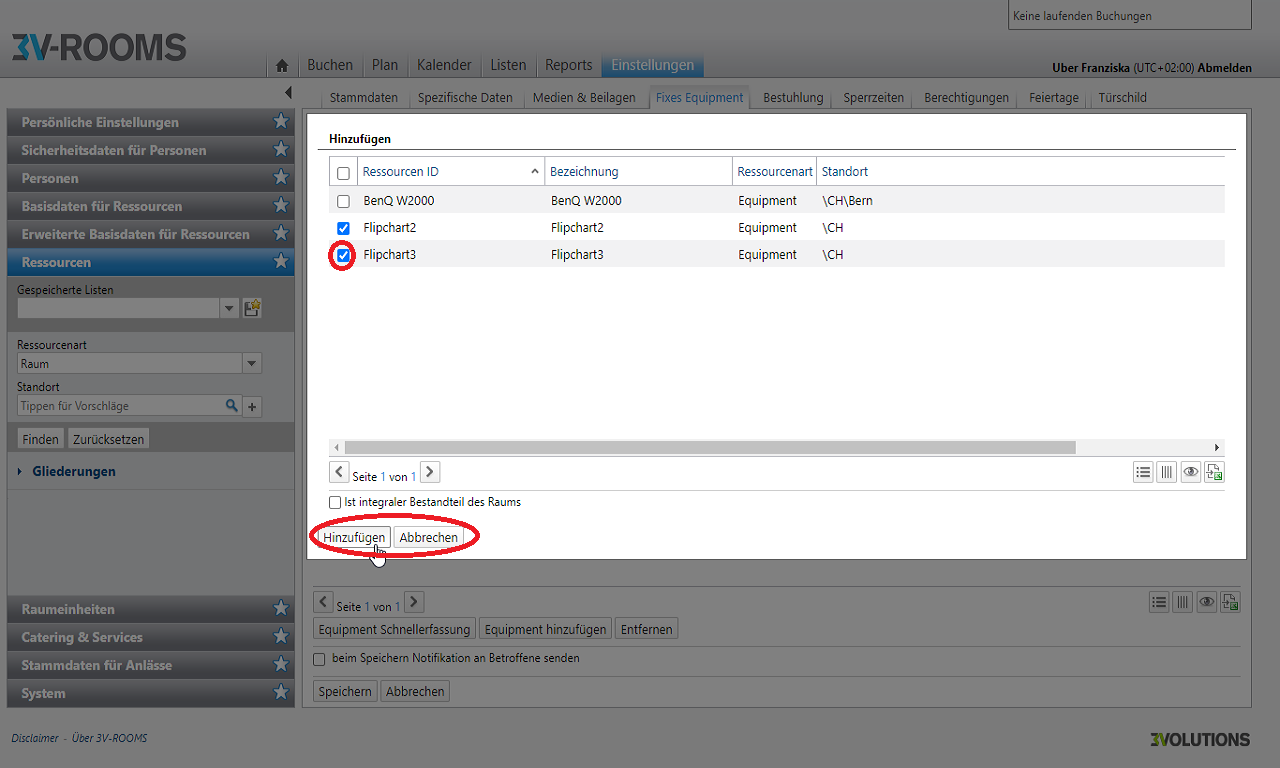 Keine laufenden Buchungen
3V-ROOMS
Buchen Plan Kalender Listen Reports Einstellungen
Uber Franziska (UTC+02:00) Abmelden
Stammdaten Spezifische Daten Medien & Beilagen Fixes Equipment Bestuhlung Sperrzeiten Berechtigungen Feiertage Türschild
Persönliche Einstellungen
Sicherheitsdaten für Personen
Personen
Basisdaten für Ressourcen
Erweiterte Basisdaten für Ressourcen
Ressourcen
Gespeicherte Listen
Ressourcenart
Raum
Standort
Tippen für Vorschläge
Finden Zurücksetzen
Gliederungen
Raumeinheiten
Catering & Services
Stammdaten für Anlässe
System
Hinzufügen
Ressourcen ID Bezeichnung Ressourcenart Standort
BenQ W2000 BenQ W2000 Equipment \CH\Bern
Flipchart2 Flipchart2 Equipment \CH
Flipchart3 Flipchart3 Equipment \CH
Seite 1 von 1
Ist integraler Bestandteil des Raums
Hinzufügen Abbrechen
Seite 1 von 1
Equipment Schnellerfassung Equipment hinzufügen Entfernen
beim Speichern Notifikation an Betroffene senden
Speichern Abbrechen
Disclaimer - Über 3V-ROOMS
3VOLUTIONS